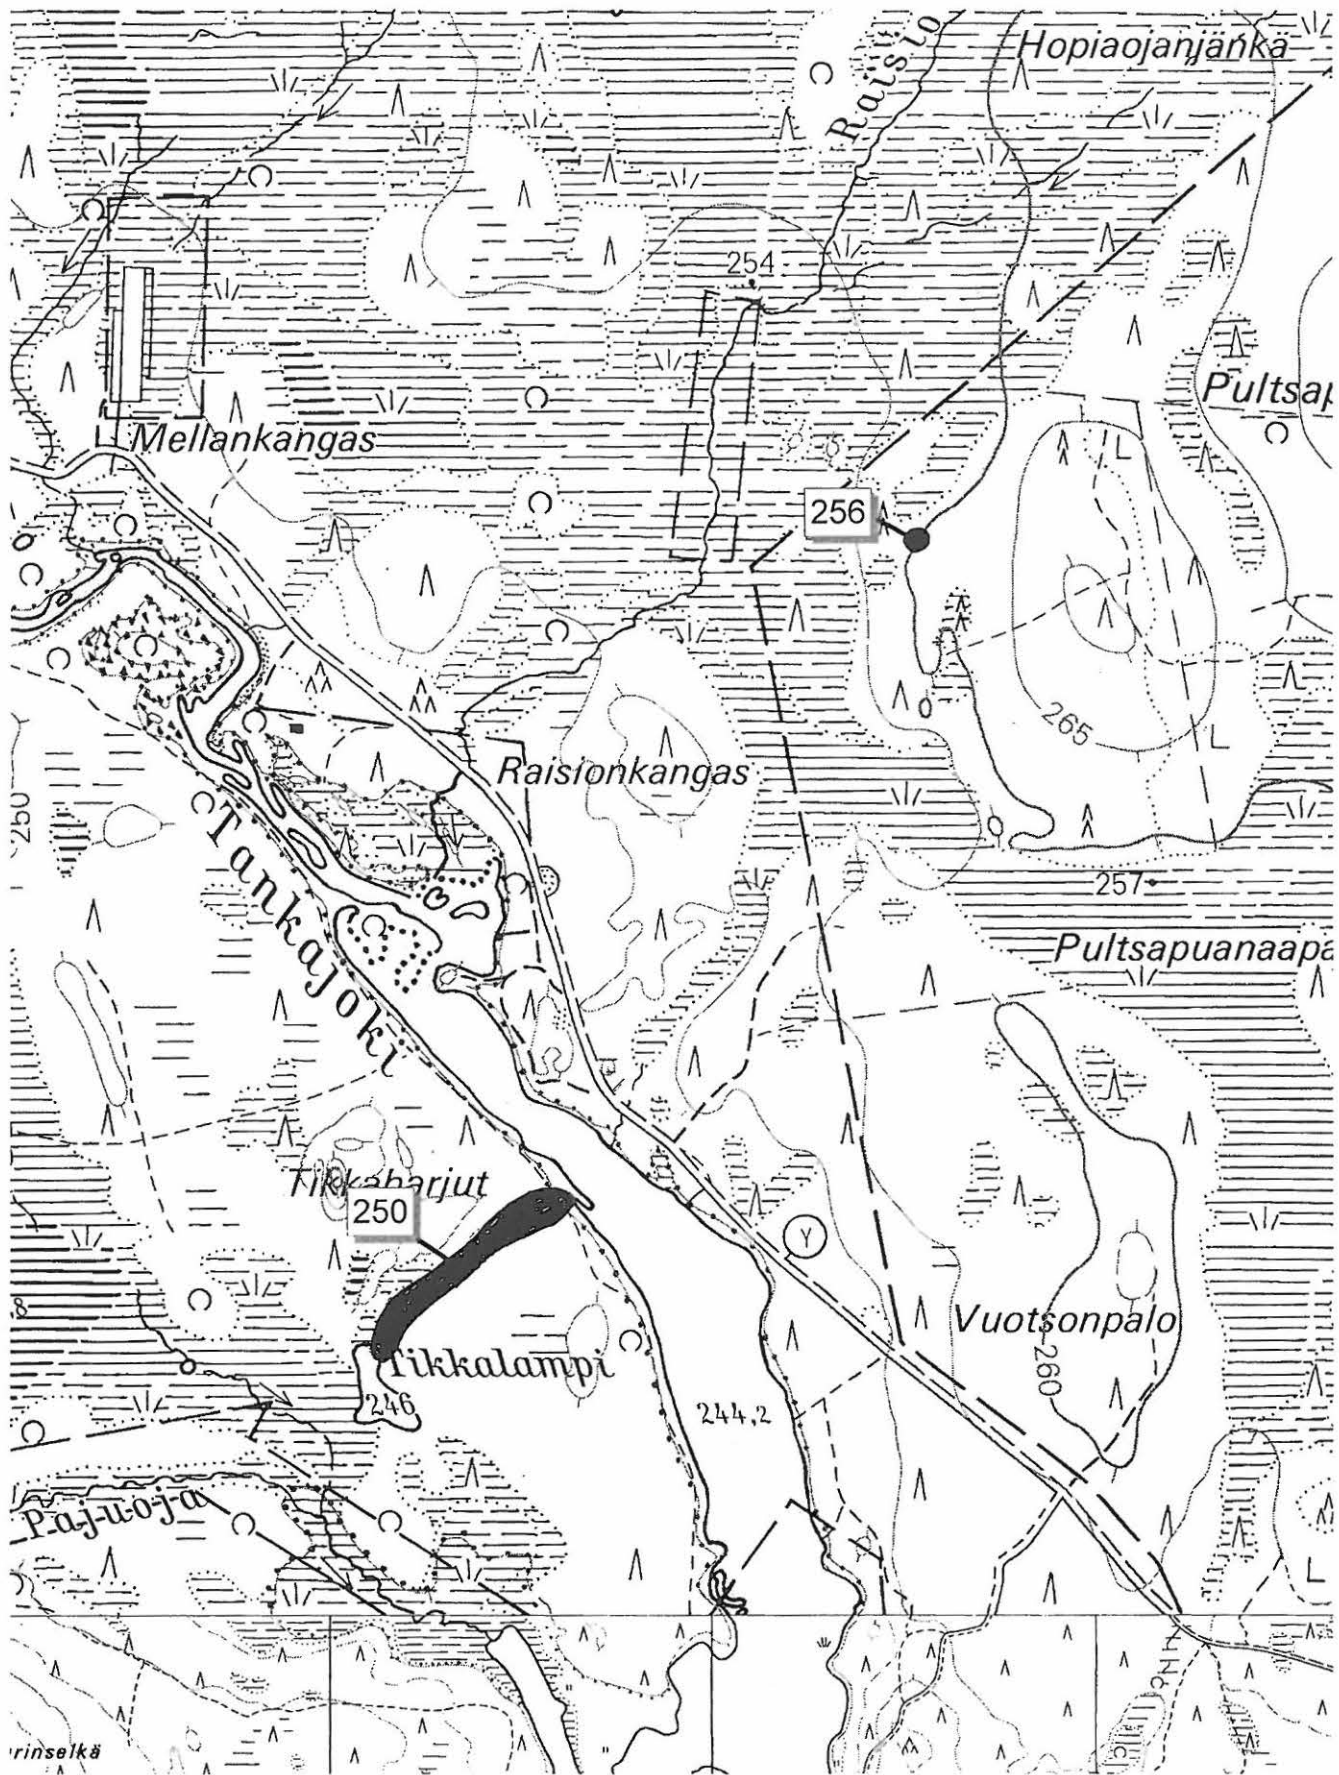 Raisio
Hopiaojanjänkä
254
Pultsap
Mellankangas
256
265
Raisionkangas
250
Tankajoki
257
Pultsapuanaapa
Tikkaharjut
250
Y
.8
Vuotsonpalo
Tikkalampi
260
246
244,2
P-a-j-u-o-j-a
rinselkä